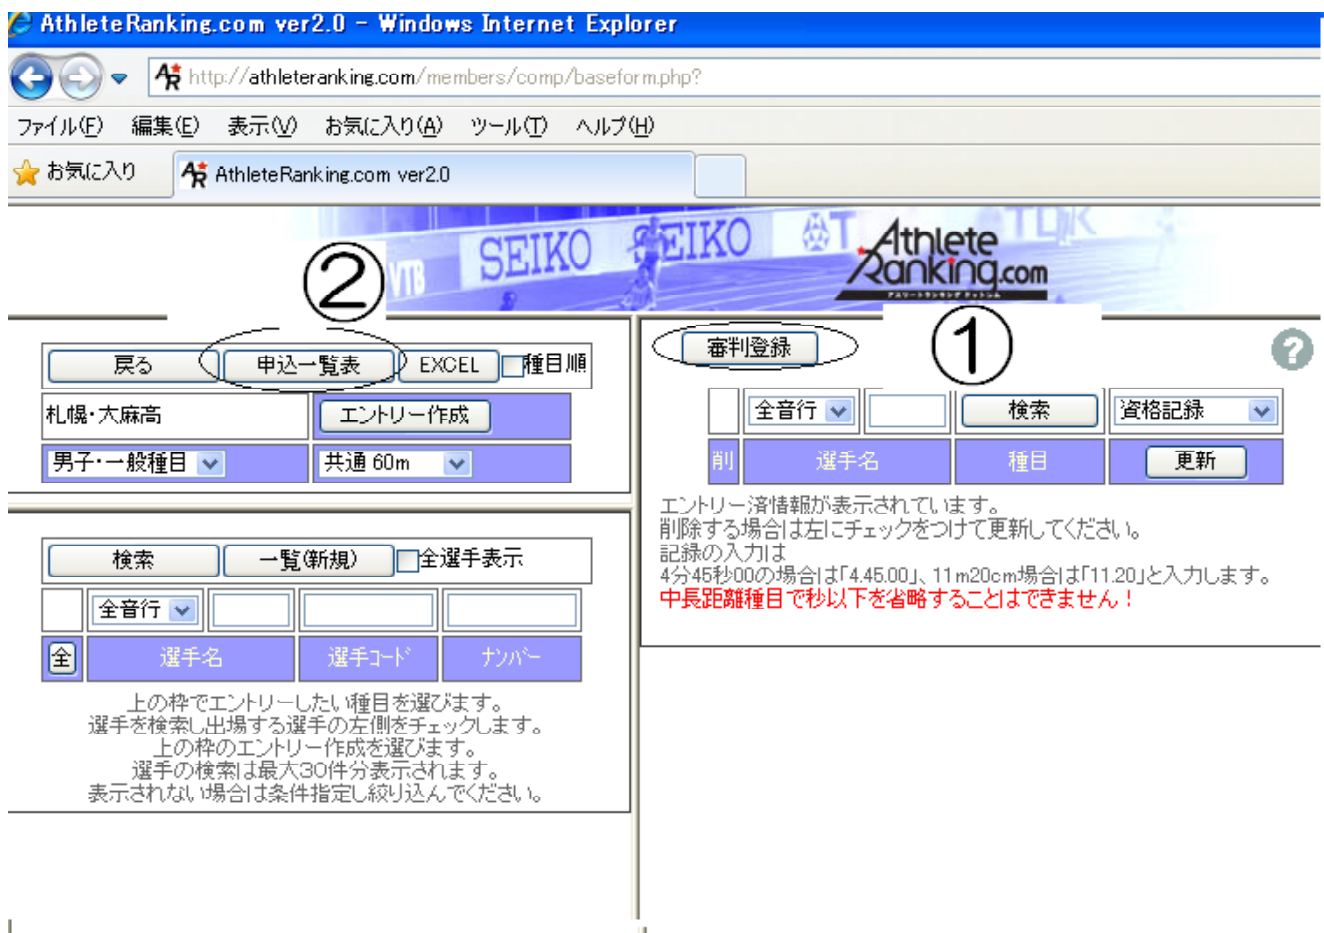 AthleteRanking.com ver2.0 - Windows Internet Explorer
http://athleteranking.com/members/comp/baseform.php?
ファイル(F) 編集(E) 表示(V) お気に入り(A) ツール(T) ヘルプ(H)
お気に入り AthleteRanking.com ver2.0
VTB SEIKO SEIKO TDK
Athlete
Ranking.com
②
①
戻る 申込一覧表 EXCEL 種目順
札幌・大麻高 エントリー作成
男子・一般種目 共通 60m
検索 一覧(新規) 全選手表示
全音行
全 選手名 選手コード ナンバー
上の枠でエントリーしたい種目を選びます。
選手を検索し出場する選手の左側をチェックします。
上の枠のエントリー作成を選びます。
選手の検索は最大30件分表示されます。
表示されない場合は条件指定し絞り込んでください。
審判登録 ?
全音行 検索 資格記録
削 選手名 種目 更新
エントリー済情報が表示されています。
削除する場合は左にチェックをつけて更新してください。
記録の入力は
4分45秒00の場合は「4.45.00」、11m20cm場合は「11.20」と入力します。
中長距離種目で秒以下を省略することはできません！